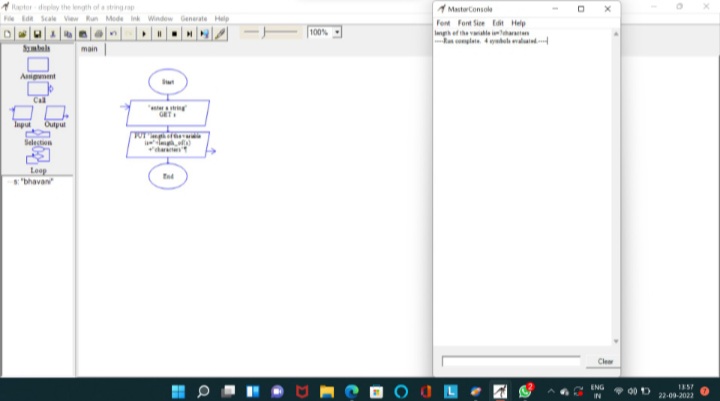 Raptor - display the length of a string.rap
File Edit Scale View Run Mode Ink Window Generate Help
100%
Symbols
main
Assignment
Call
Input Output
Selection
Loop
s: "bhavani"
Start
"enter a string"
GET s
PUT "length of the variable
is="+length_of(s)
+"characters"¶
End
MasterConsole
Font Font Size Edit Help
length of the variable is=7characters
----Run complete. 4 symbols evaluated.----
Clear
ENG
IN
13:57
22-09-2022